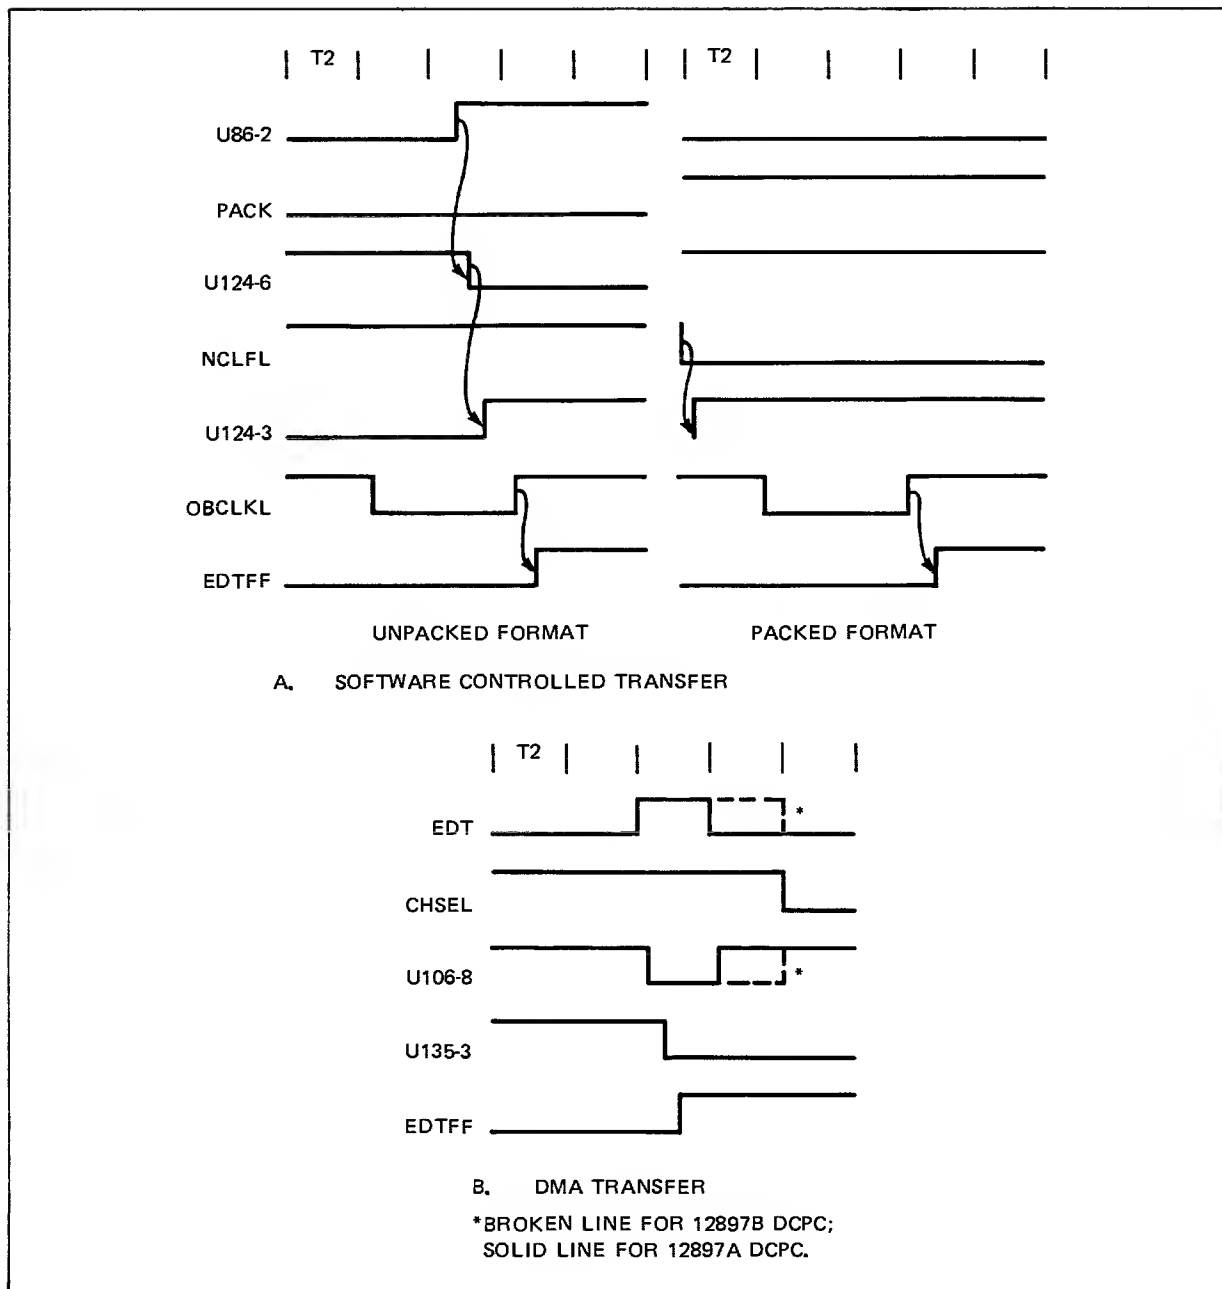 T2 T2
U86-2
PACK
U124-6
NCLFL
U124-3
OBCLKL
EDTFF
UNPACKED FORMAT PACKED FORMAT
A. SOFTWARE CONTROLLED TRANSFER
T2
EDT *
CHSEL
U106-8 *
U135-3
EDTFF
B. DMA TRANSFER
*BROKEN LINE FOR 12897B DCPC;
SOLID LINE FOR 12897A DCPC.